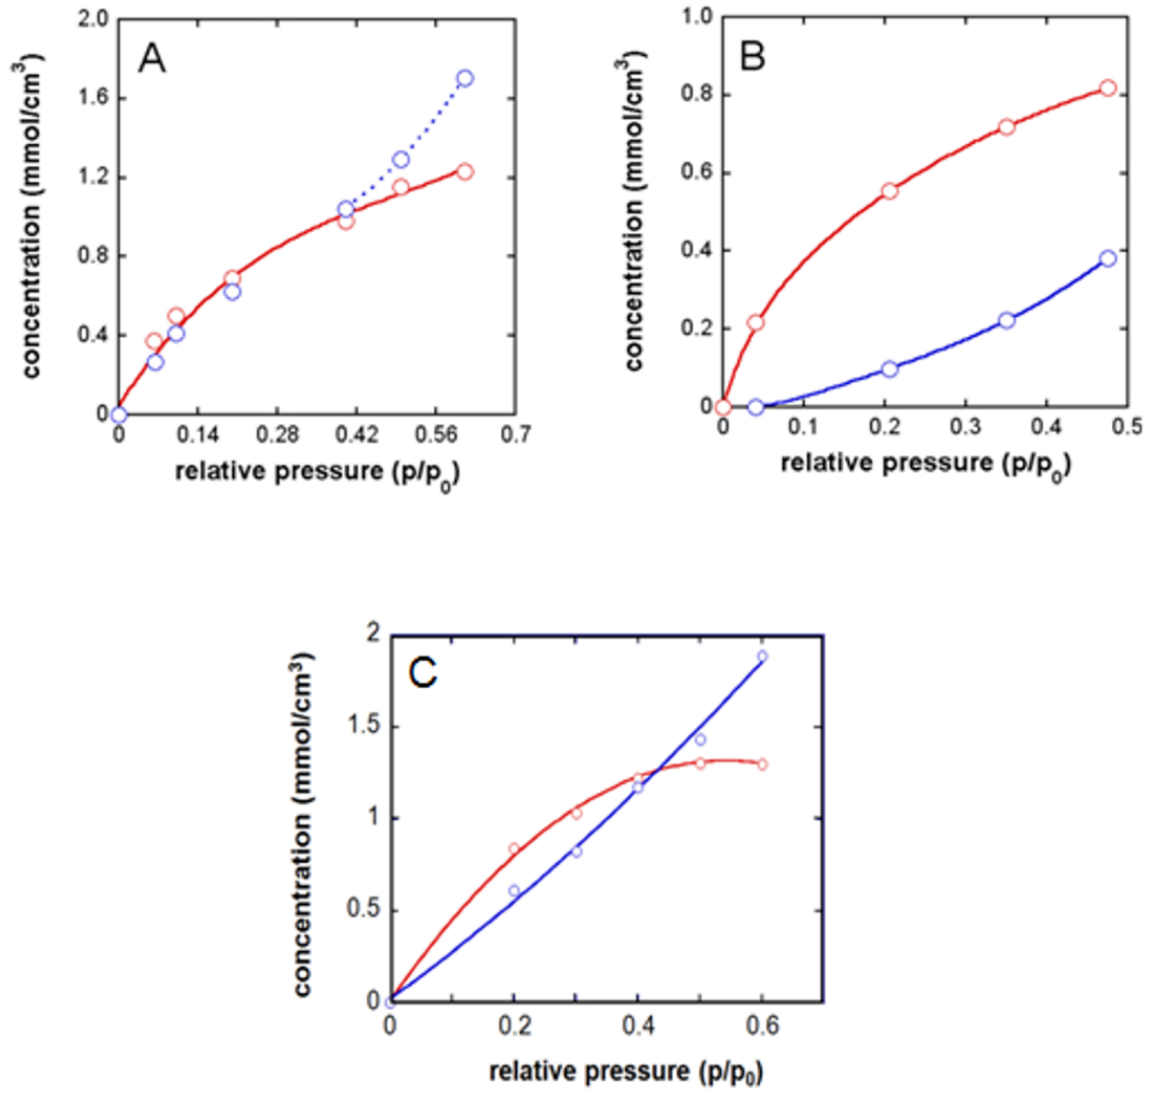 A
concentration (mmol/cm³)
2.0
1.6
1.2
0.8
0.4
0
0 0.14 0.28 0.42 0.56 0.7
relative pressure (p/p₀)
B
concentration (mmol/cm³)
1.0
0.8
0.6
0.4
0.2
0
0 0.1 0.2 0.3 0.4 0.5
relative pressure (p/p₀)
C
concentration (mmol/cm³)
2
1.5
1
0.5
0
0 0.2 0.4 0.6
relative pressure (p/p₀)